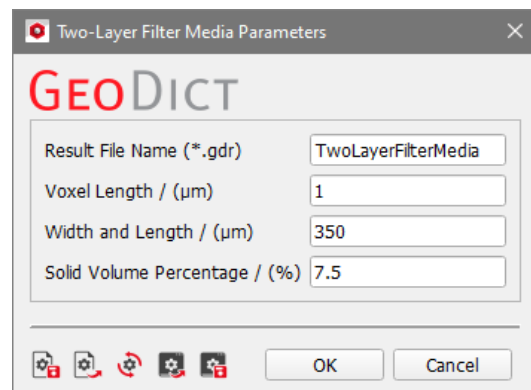 Two-Layer Filter Media Parameters
GEODICT
Result File Name (*.gdr) TwoLayerFilterMedia
Voxel Length / (μm) 1
Width and Length / (μm) 350
Solid Volume Percentage / (%) 7.5
OK Cancel